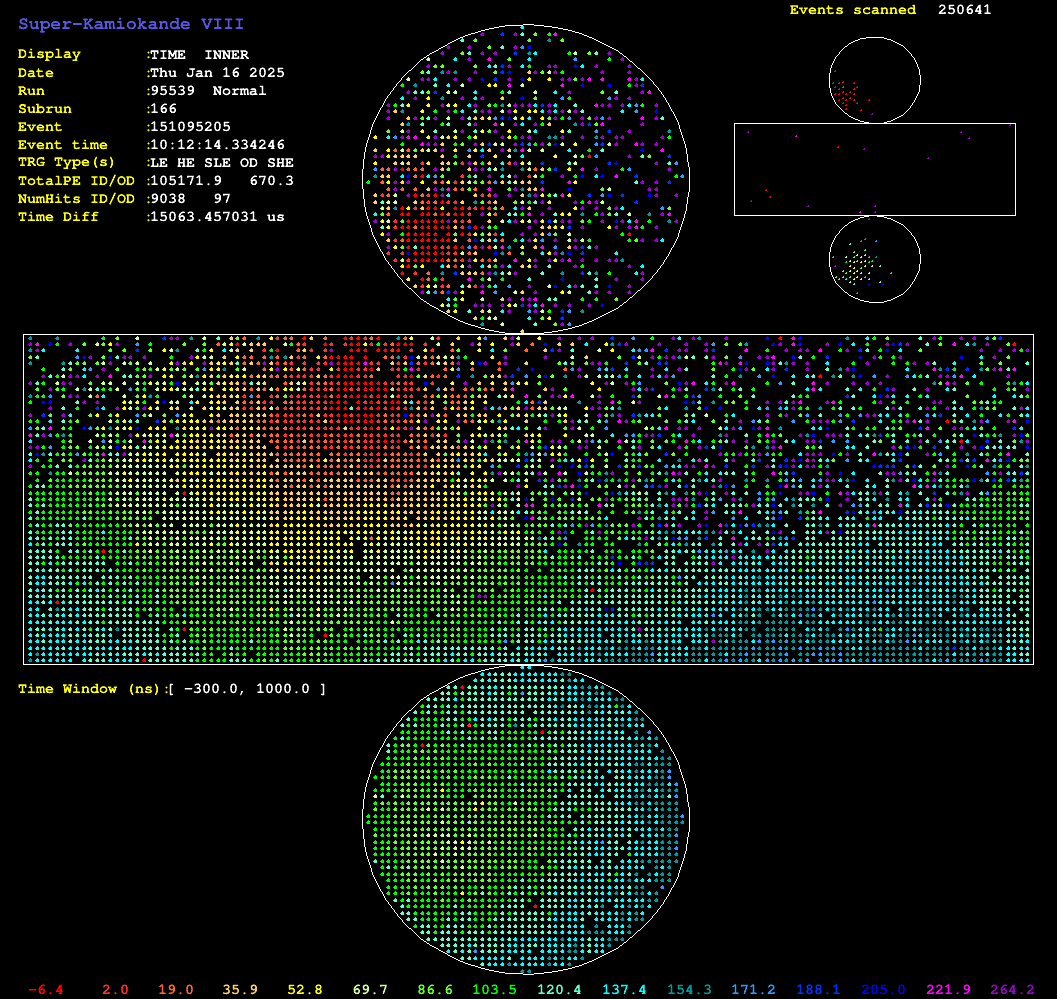 Super-Kamiokande VIII
Events scanned 250641
Display :TIME INNER
Date :Thu Jan 16 2025
Run :95539 Normal
Subrun :166
Event :151095205
Event time :10:12:14.334246
TRG Type(s) :LE HE SLE OD SHE
TotalPE ID/OD :105171.9 670.3
NumHits ID/OD :9038 97
Time Diff :15063.457031 us
Time Window (ns):[ -300.0, 1000.0 ]
-6.4 2.0 19.0 35.9 52.8 69.7 86.6 103.5 120.4 137.4 154.3 171.2 188.1 205.0 221.9 264.2